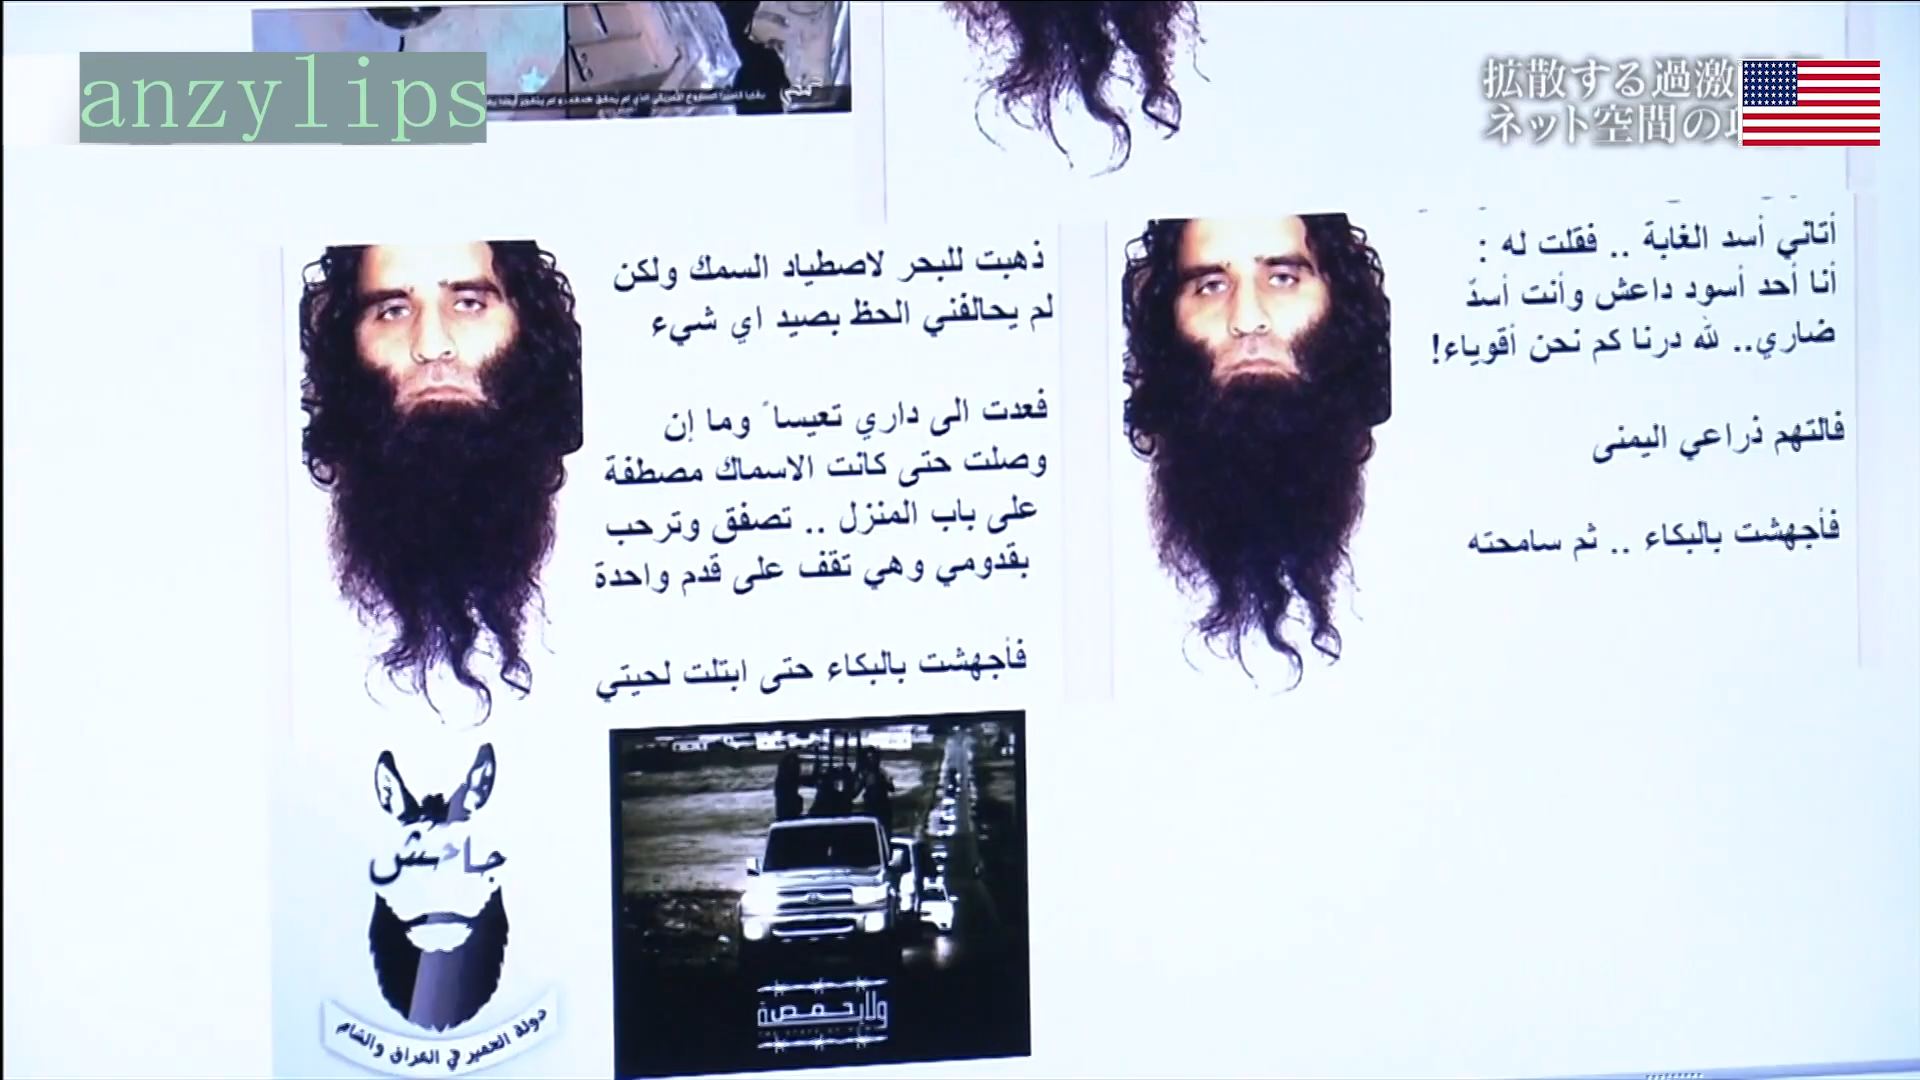 anzylips
拡散する過激
ネット空間の
ذهبت للبحر لاصطياد السمك ولكن
لم يحالفني الحظ بصيد اي شيء
فعدت الى داري تعيساً وما إن
وصلت حتى كانت الاسماك مصطفة
على باب المنزل .. تصفق وترحب
بقدومي وهي تقف على قدم واحدة
فأجهشت بالبكاء حتى ابتلت لحيتي
أتاني أسد الغابة .. فقلت له :
أنا أحد أسود داعش وأنت أسدّ
ضاري.. لله درنا كم نحن أقوياء!
فالتهم ذراعي اليمنى
فأجهشت بالبكاء .. ثم سامحته
جاحش
دولة الحمير في العراق والشام
ولاية حمص